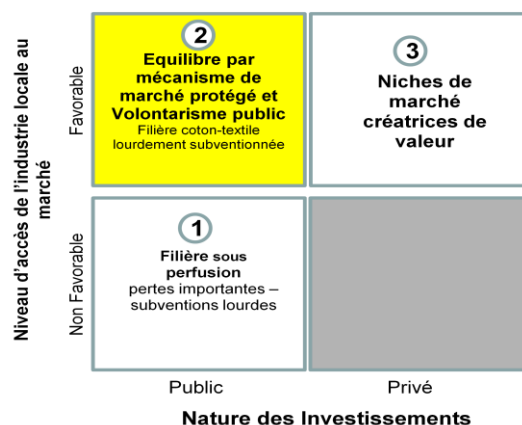 Niveau d'accès de l'industrie locale au
marché
Favorable
Non Favorable
2
Equilibre par
mécanisme de
marché protégé et
Volontarisme public
Filière coton-textile
lourdement subventionnée
3
Niches de
marché
créatrices de
valeur
1
Filière sous
perfusion
pertes importantes –
subventions lourdes
Public
Privé
Nature des Investissements